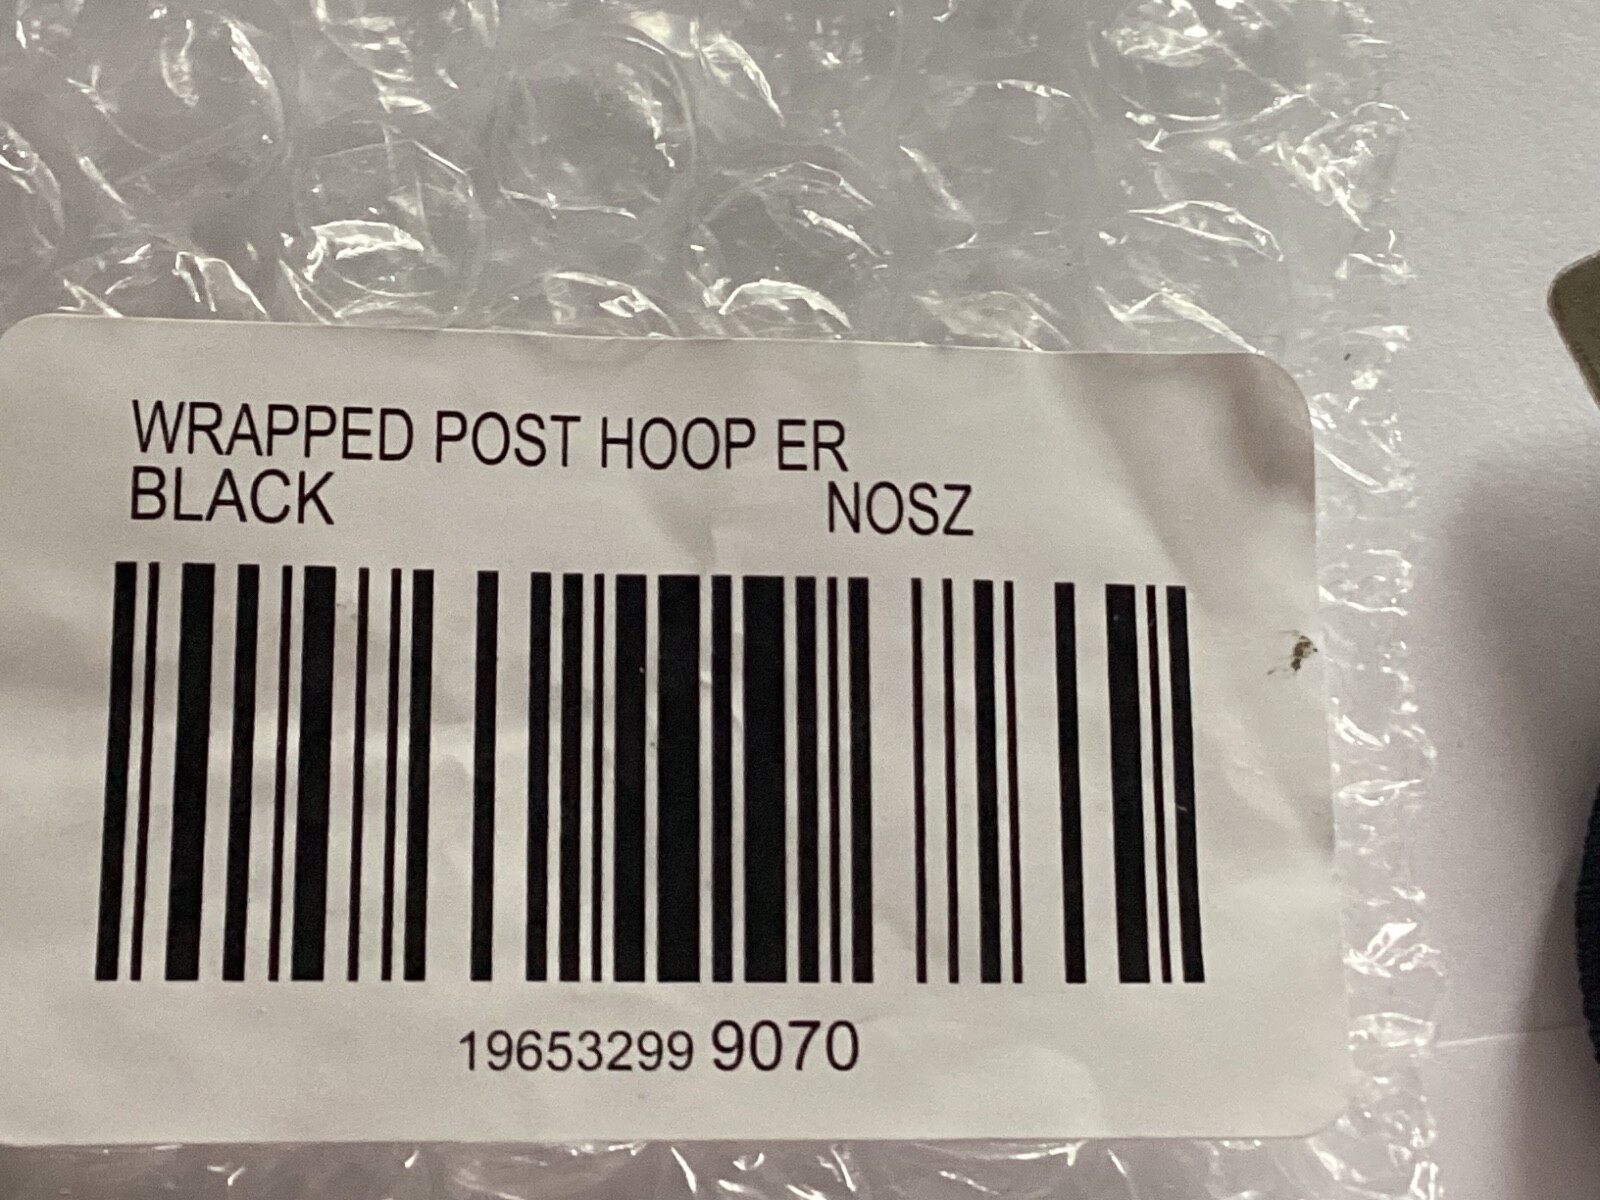 WRAPPED POST HOOP ER
BLACK NOSZ
19653299 9070